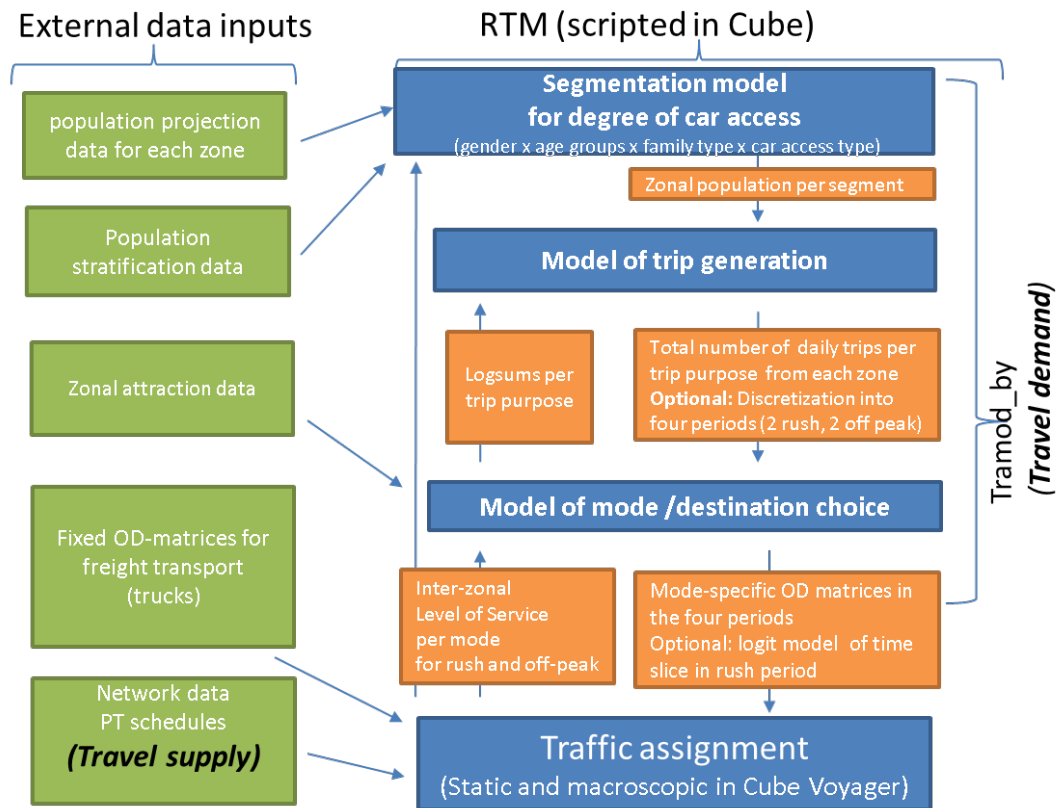 External data inputs
RTM (scripted in Cube)
population projection
data for each zone
Population
stratification data
Zonal attraction data
Fixed OD-matrices for
freight transport
(trucks)
Network data
PT schedules
(Travel supply)
Segmentation model
for degree of car access
(gender x age groups x family type x car access type)
Zonal population per segment
Model of trip generation
Logsums per
trip purpose
Total number of daily trips per
trip purpose from each zone
Optional: Discretization into
four periods (2 rush, 2 off peak)
Model of mode /destination choice
Inter-zonal
Level of Service
per mode
for rush and off-peak
Mode-specific OD matrices in
the four periods
Optional: logit model of time
slice in rush period
Traffic assignment
(Static and macroscopic in Cube Voyager)
Tramod_by
(Travel demand)